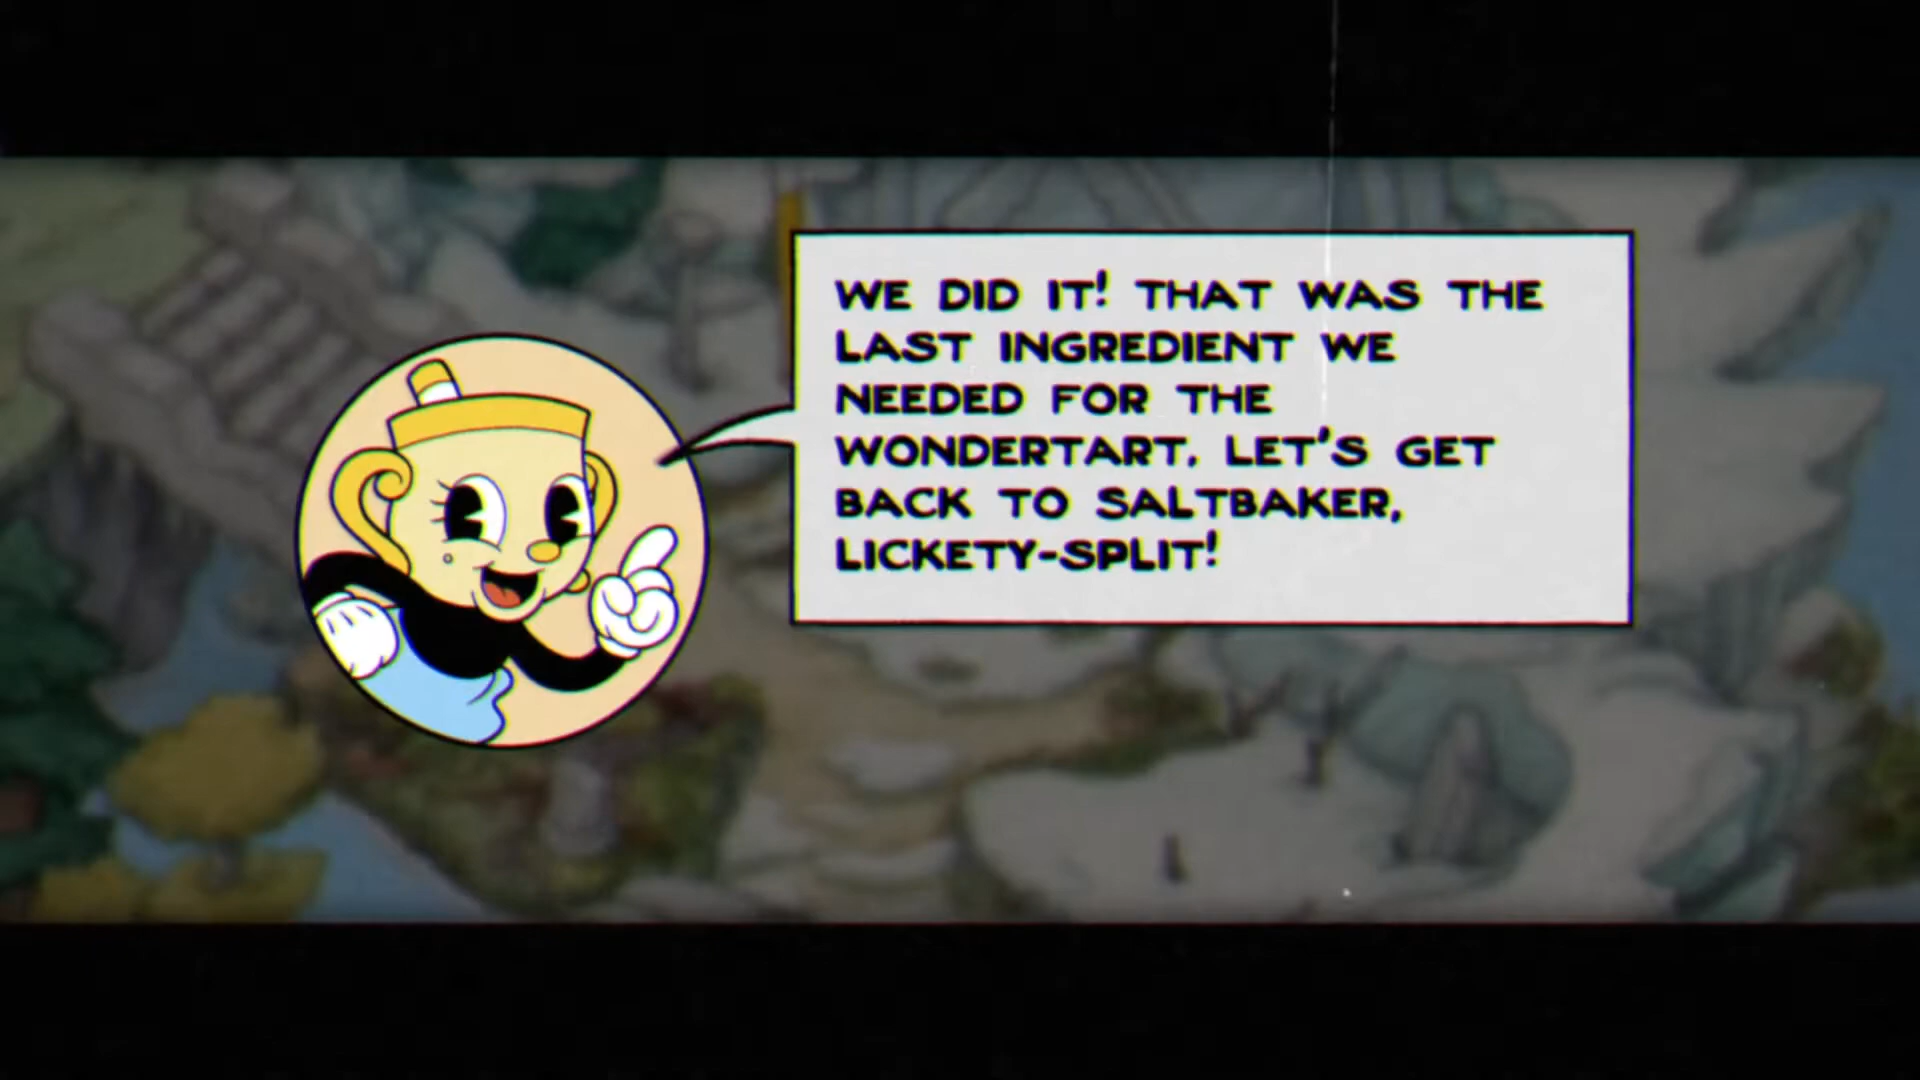 WE DID IT! THAT WAS THE
LAST INGREDIENT WE
NEEDED FOR THE
WONDERTART. LET'S GET
BACK TO SALTBAKER,
LICKETY-SPLIT!